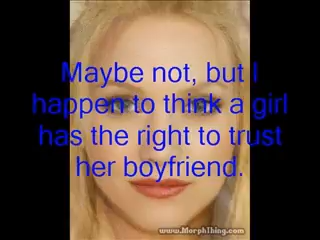 Maybe not, but I
happen to think a girl
has the right to trust
her boyfriend.
www.MorphThing.com